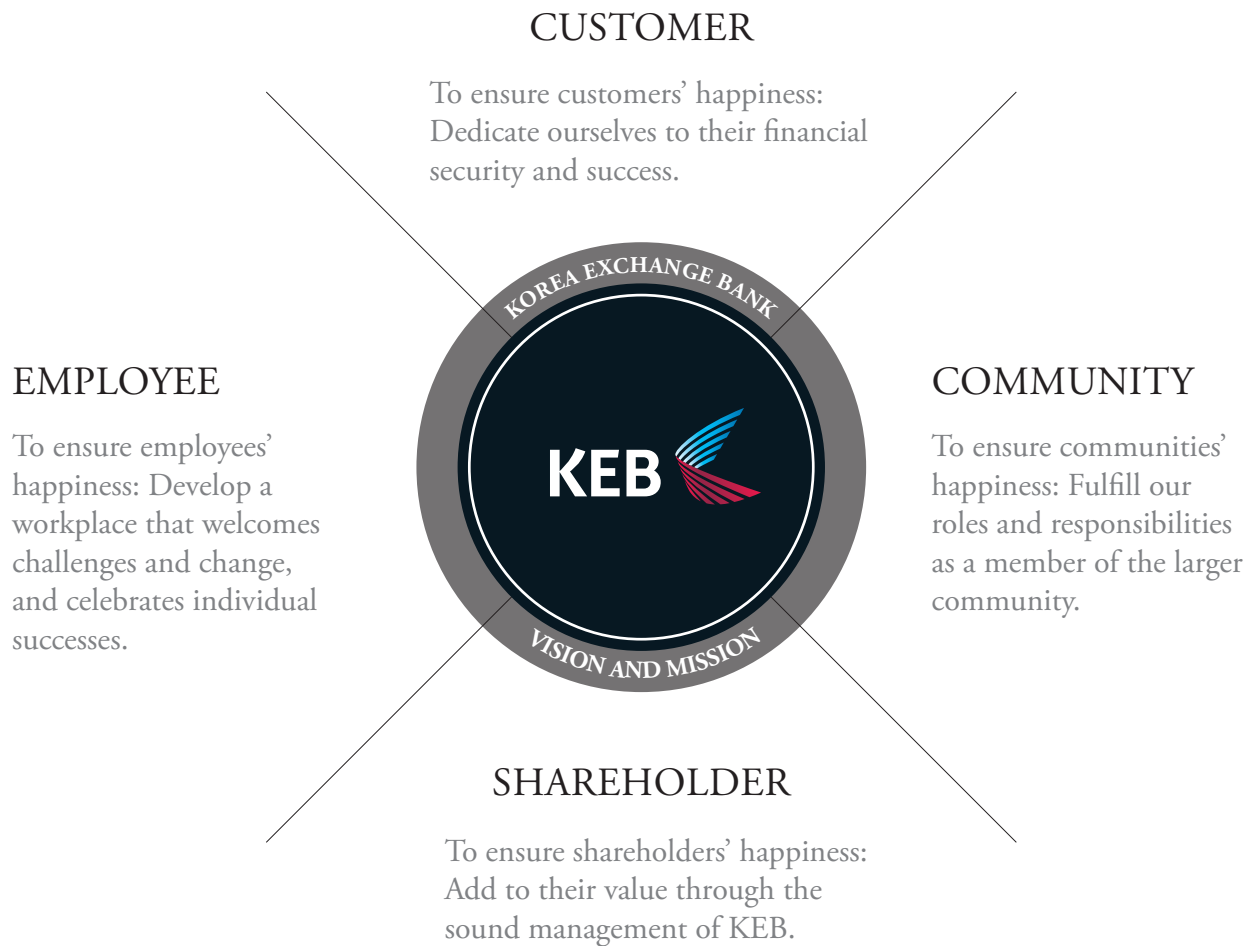 CUSTOMER
To ensure customers’ happiness:
Dedicate ourselves to their financial
security and success.
KOREA EXCHANGE BANK
EMPLOYEE
To ensure employees’
happiness: Develop a
workplace that welcomes
challenges and change,
and celebrates individual
successes.
KEB
COMMUNITY
To ensure communities’
happiness: Fulfill our
roles and responsibilities
as a member of the larger
community.
VISION AND MISSION
SHAREHOLDER
To ensure shareholders’ happiness:
Add to their value through the
sound management of KEB.